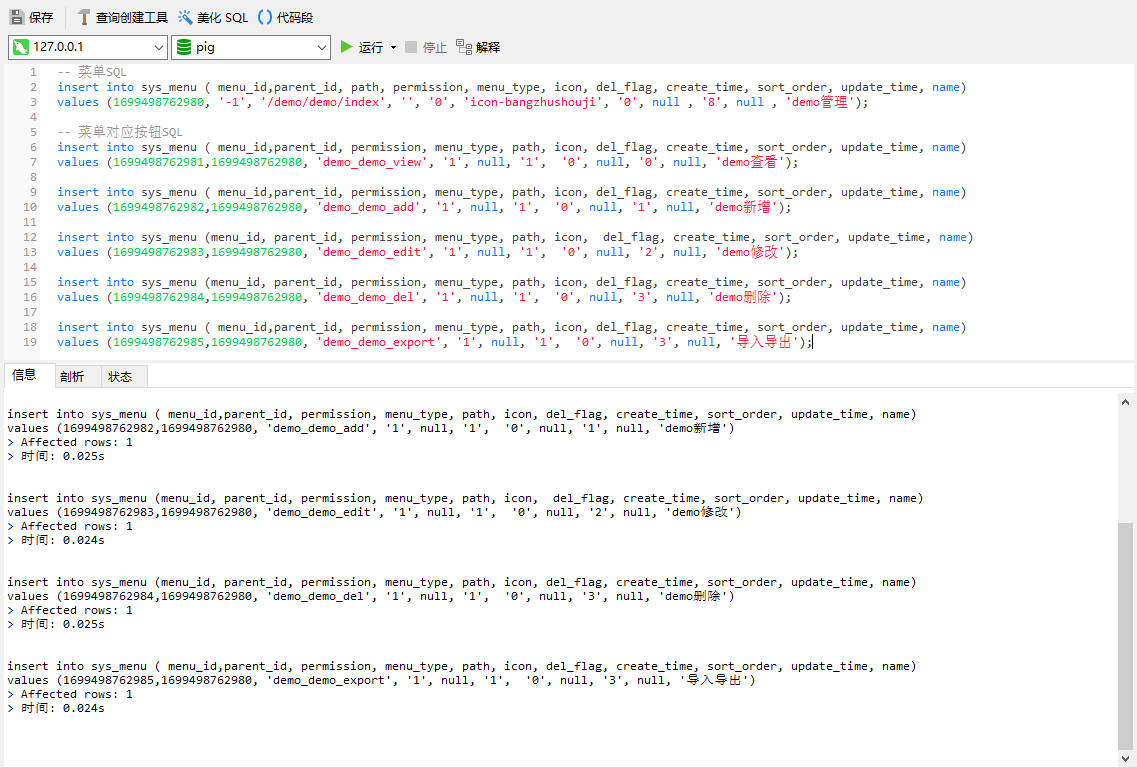 保存 查询创建工具 美化 SQL 代码段
127.0.0.1 pig 运行 停止 解释
1 -- 菜单SQL
2 insert into sys_menu ( menu_id,parent_id, path, permission, menu_type, icon, del_flag, create_time, sort_order, update_time, name)
3 values (1699498762980, '-1', '/demo/demo/index', '', '0', 'icon-bangzhushouji', '0', null , '8', null , 'demo管理');
4
5 -- 菜单对应按钮SQL
6 insert into sys_menu ( menu_id,parent_id, permission, menu_type, path, icon, del_flag, create_time, sort_order, update_time, name)
7 values (1699498762981,1699498762980, 'demo_demo_view', '1', null, '1',  '0', null, '0', null, 'demo查看');
8
9 insert into sys_menu ( menu_id,parent_id, permission, menu_type, path, icon, del_flag, create_time, sort_order, update_time, name)
10 values (1699498762982,1699498762980, 'demo_demo_add', '1', null, '1',  '0', null, '1', null, 'demo新增');
11
12 insert into sys_menu (menu_id, parent_id, permission, menu_type, path, icon,  del_flag, create_time, sort_order, update_time, name)
13 values (1699498762983,1699498762980, 'demo_demo_edit', '1', null, '1',  '0', null, '2', null, 'demo修改');
14
15 insert into sys_menu (menu_id, parent_id, permission, menu_type, path, icon, del_flag, create_time, sort_order, update_time, name)
16 values (1699498762984,1699498762980, 'demo_demo_del', '1', null, '1',  '0', null, '3', null, 'demo删除');
17
18 insert into sys_menu ( menu_id,parent_id, permission, menu_type, path, icon, del_flag, create_time, sort_order, update_time, name)
19 values (1699498762985,1699498762980, 'demo_demo_export', '1', null, '1',  '0', null, '3', null, '导入导出');
信息 剖析 状态
insert into sys_menu ( menu_id,parent_id, permission, menu_type, path, icon, del_flag, create_time, sort_order, update_time, name)
values (1699498762982,1699498762980, 'demo_demo_add', '1', null, '1',  '0', null, '1', null, 'demo新增')
> Affected rows: 1
> 时间: 0.025s
insert into sys_menu (menu_id, parent_id, permission, menu_type, path, icon,  del_flag, create_time, sort_order, update_time, name)
values (1699498762983,1699498762980, 'demo_demo_edit', '1', null, '1',  '0', null, '2', null, 'demo修改')
> Affected rows: 1
> 时间: 0.024s
insert into sys_menu (menu_id, parent_id, permission, menu_type, path, icon, del_flag, create_time, sort_order, update_time, name)
values (1699498762984,1699498762980, 'demo_demo_del', '1', null, '1',  '0', null, '3', null, 'demo删除')
> Affected rows: 1
> 时间: 0.025s
insert into sys_menu ( menu_id,parent_id, permission, menu_type, path, icon, del_flag, create_time, sort_order, update_time, name)
values (1699498762985,1699498762980, 'demo_demo_export', '1', null, '1',  '0', null, '3', null, '导入导出')
> Affected rows: 1
> 时间: 0.024s